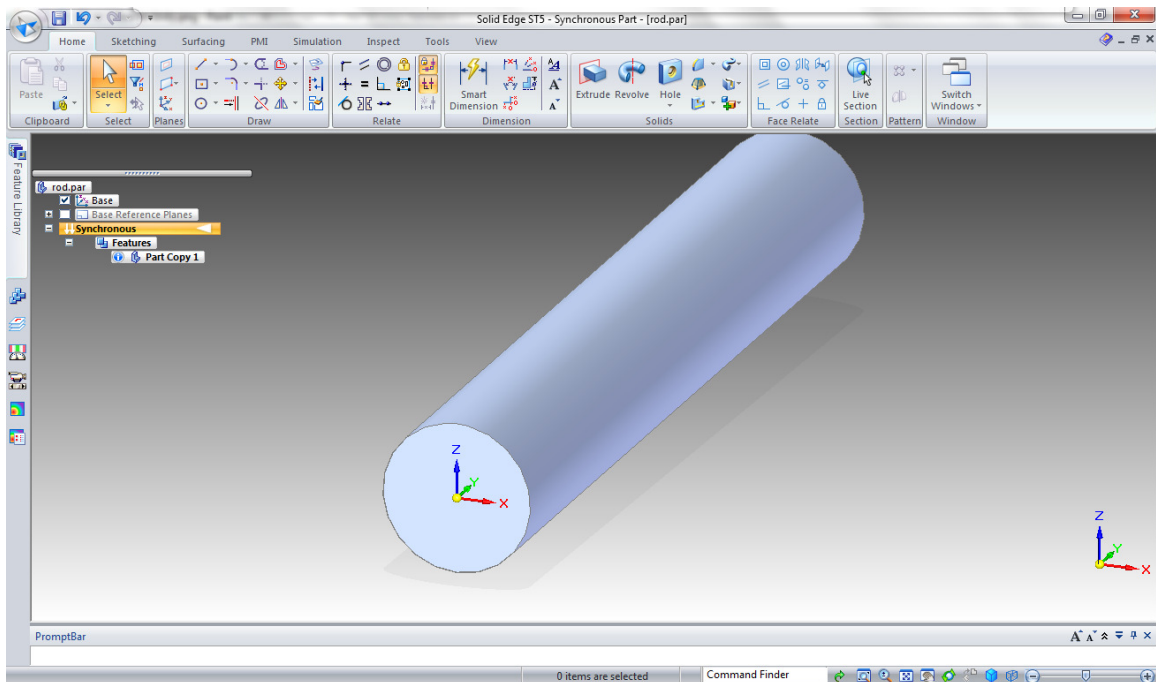 Solid Edge ST5 - Synchronous Part - [rod.par]
Home Sketching Surfacing PMI Simulation Inspect Tools View
Paste
Clipboard
Select
Select
Planes
Draw
Relate
Smart Dimension
Dimension
Extrude Revolve Hole
Solids
Face Relate
Live Section
Section
Pattern
Switch Windows
Window
Feature Library
rod.par
Base
Base Reference Planes
Synchronous
Features
Part Copy 1
Z
Y
X
Z
Y
X
PromptBar
0 items are selected
Command Finder